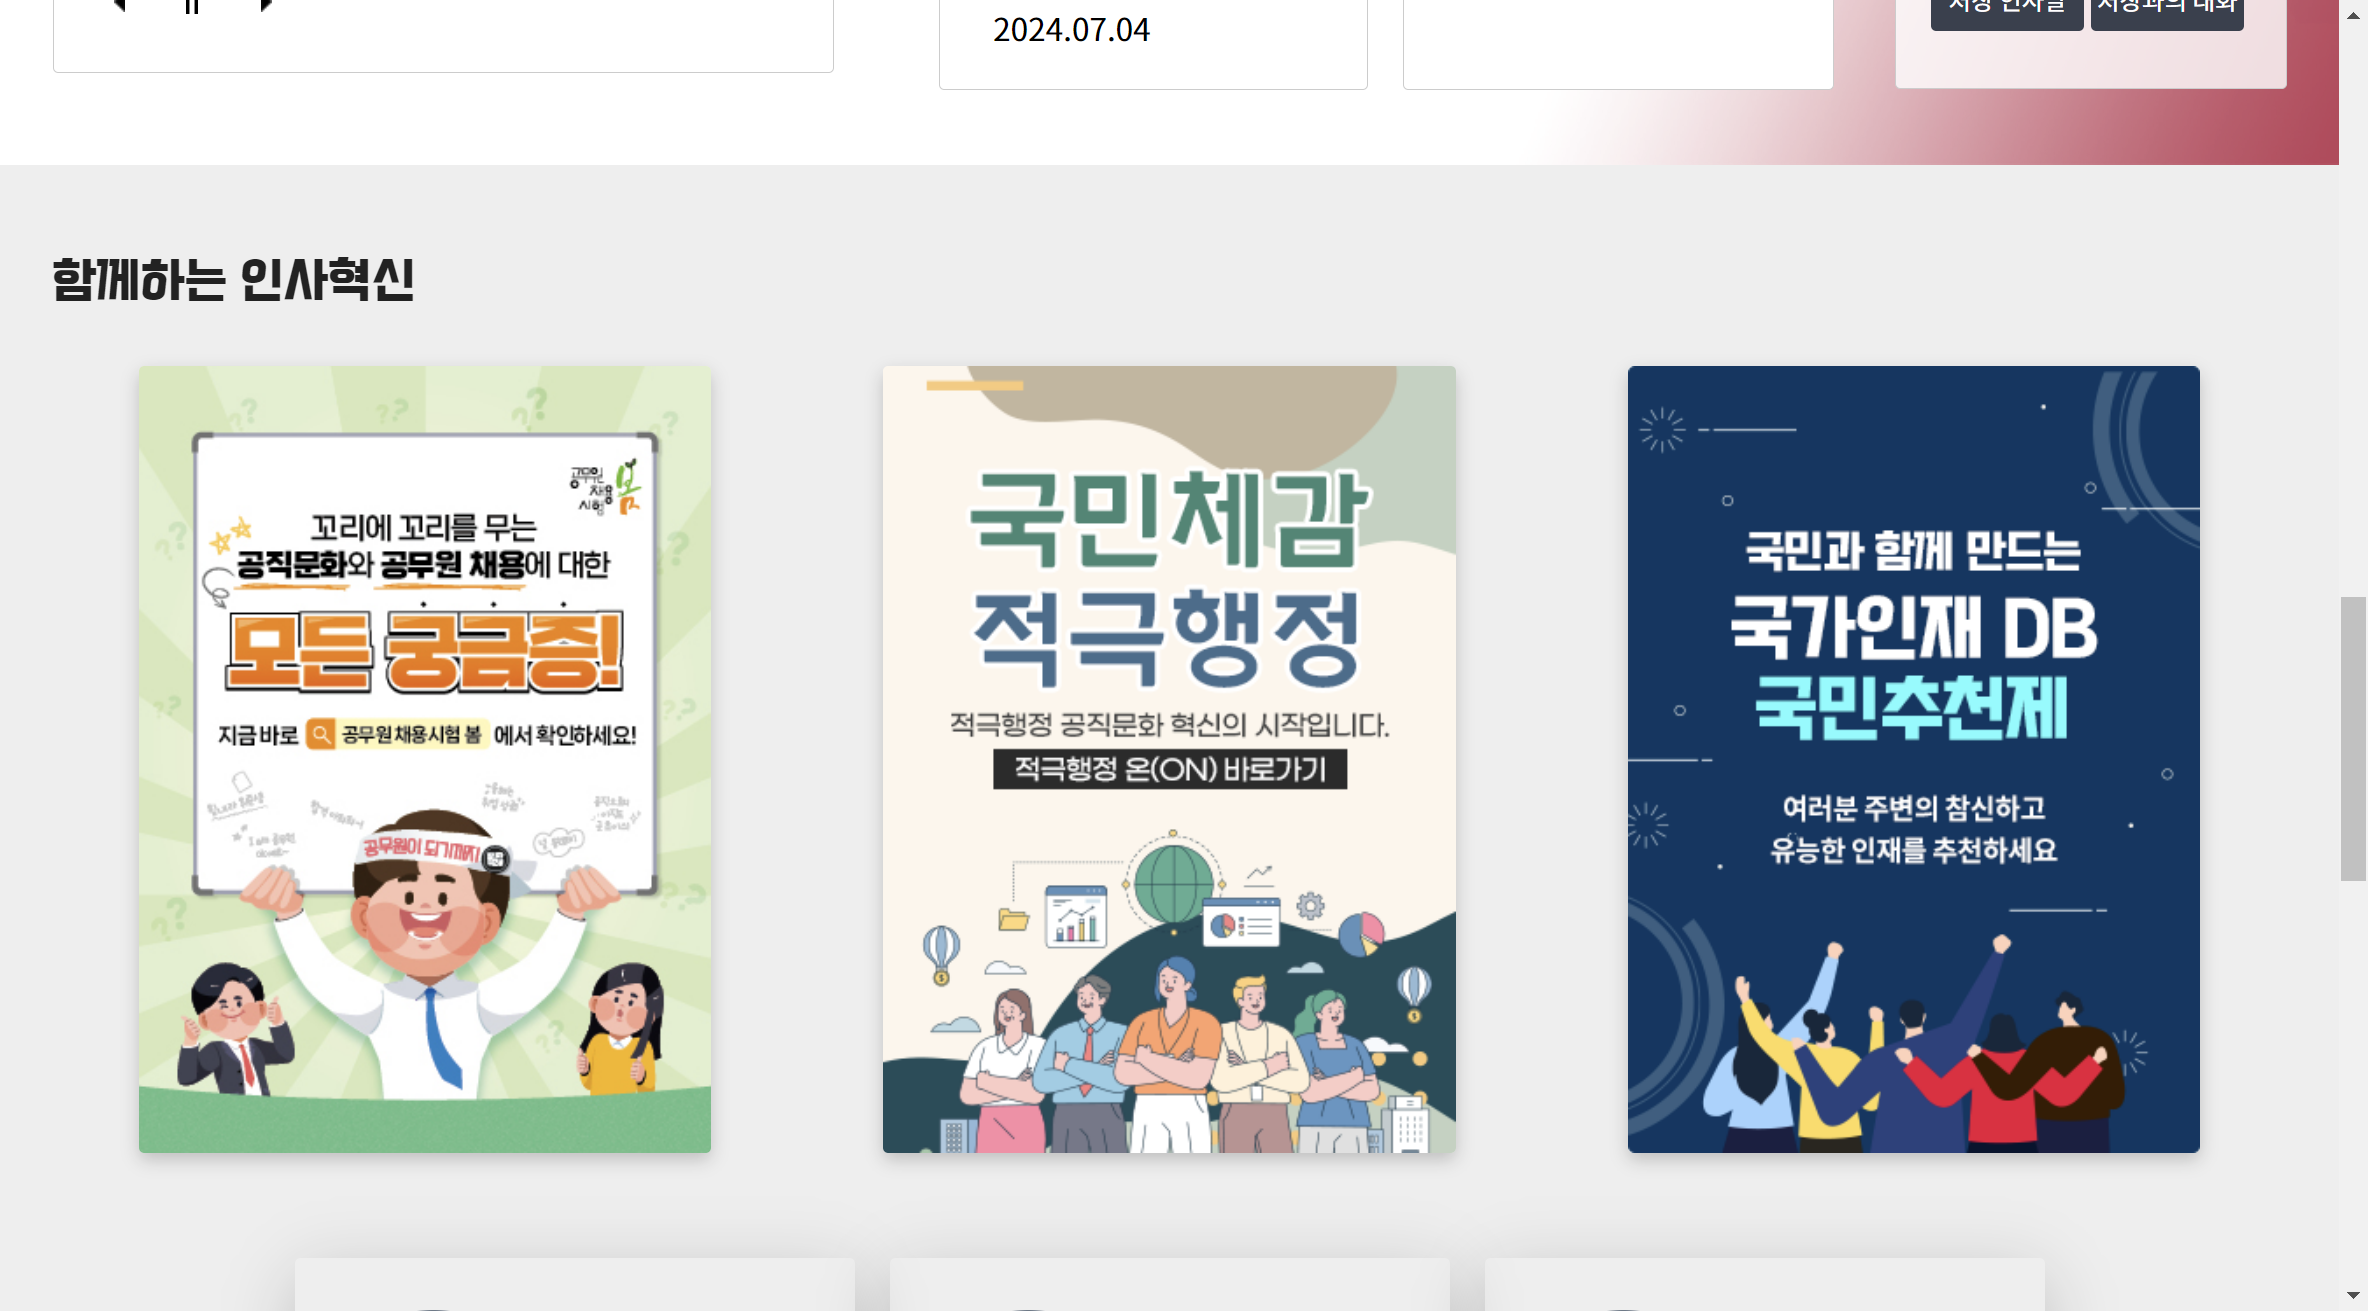 2024.07.04
함께하는 인사혁신
공무원
채용
시험 봄
꼬리에 꼬리를 무는
공직문화와 공무원 채용에 대한
모든 궁금증!
지금 바로 공무원 채용시험 봄 에서 확인하세요!
공무원이 되기까지
국민체감
적극행정
적극행정 공직문화 혁신의 시작입니다.
적극행정 온(ON) 바로가기
국민과 함께 만드는
국가인재 DB
국민추천제
여러분 주변의 참신하고
유능한 인재를 추천하세요